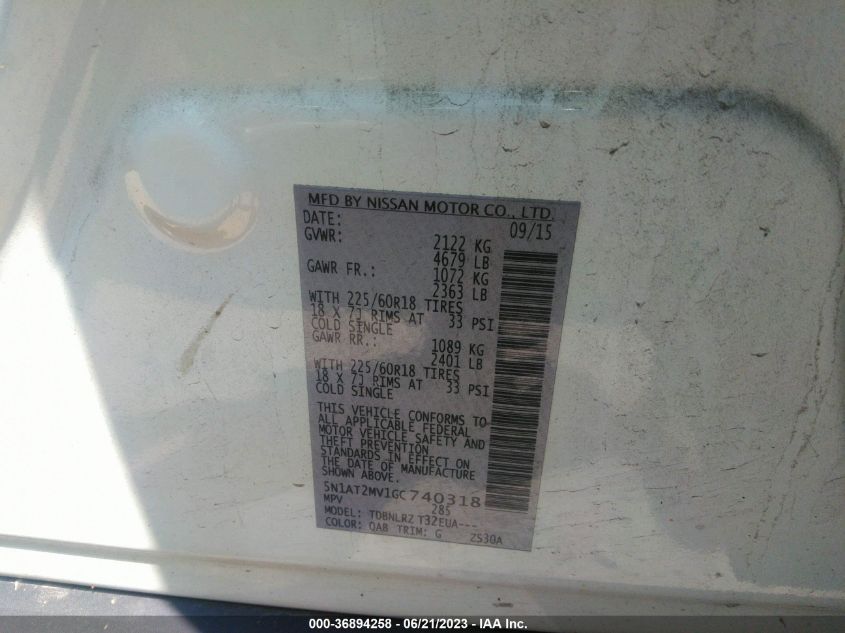 MFD BY NISSAN MOTOR CO., LTD.
DATE: 09/15
GVWR: 2122 KG
4679 LB
GAWR FR.: 1072 KG
2363 LB
WITH 225/60R18 TIRES
18 X 7J RIMS AT 33 PSI
COLD SINGLE
GAWR RR.: 1089 KG
2401 LB
WITH 225/60R18 TIRES
18 X 7J RIMS AT 33 PSI
COLD SINGLE
THIS VEHICLE CONFORMS TO
ALL APPLICABLE FEDERAL
MOTOR VEHICLE SAFETY AND
THEFT PREVENTION
STANDARDS IN EFFECT ON
THE DATE OF MANUFACTURE
SHOWN ABOVE.
5N1AT2MV1GC740318
MPV 285
MODEL: TDBNLRZ T32EUA---
COLOR: QAB TRIM: G 2S30A
000-36894258 - 06/21/2023 - IAA Inc.